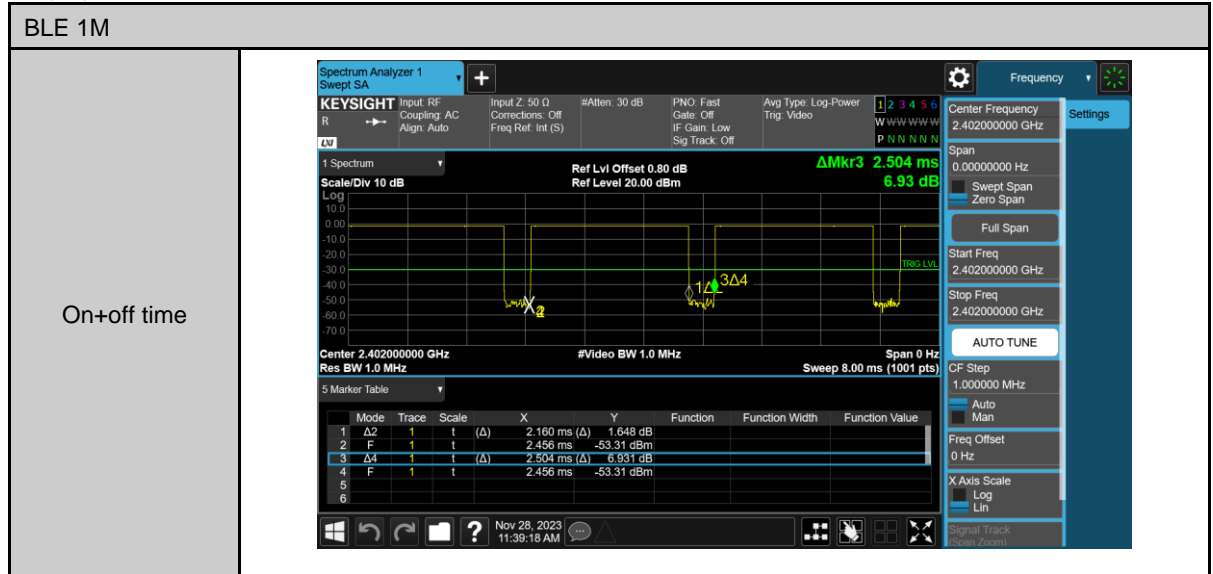 BLE 1M
On+off time
Spectrum Analyzer 1
Swept SA
+
Frequency
KEYSIGHT
R
LXI
Input: RF
Coupling: AC
Align: Auto
Input Z: 50 Ω
Corrections: Off
Freq Ref: Int (S)
#Atten: 30 dB
PNO: Fast
Gate: Off
IF Gain: Low
Sig Track: Off
Avg Type: Log-Power
Trig: Video
1 2 3 4 5 6
W W W W W W
P N N N N N
1 Spectrum
Scale/Div 10 dB
Ref Lvl Offset 0.80 dB
Ref Level 20.00 dBm
ΔMkr3 2.504 ms
6.93 dB
Log
10.0
0.00
-10.0
-20.0
-30.0
-40.0
-50.0
-60.0
-70.0
TRIG LVL
1Δ2
3Δ4
Center 2.402000000 GHz
Res BW 1.0 MHz
#Video BW 1.0 MHz
Span 0 Hz
Sweep 8.00 ms (1001 pts)
5 Marker Table
Mode Trace Scale X Y Function Function Width Function Value
1 Δ2 1 t (Δ) 2.160 ms (Δ) 1.648 dB
2 F 1 t 2.456 ms -53.31 dBm
3 Δ4 1 t (Δ) 2.504 ms (Δ) 6.931 dB
4 F 1 t 2.456 ms -53.31 dBm
5
6
?
Nov 28, 2023
11:39:18 AM
Center Frequency
2.402000000 GHz
Span
0.00000000 Hz
Swept Span
Zero Span
Full Span
Start Freq
2.402000000 GHz
Stop Freq
2.402000000 GHz
AUTO TUNE
CF Step
1.000000 MHz
Auto
Man
Freq Offset
0 Hz
X Axis Scale
Log
Lin
Signal Track
(Span Zoom)
Settings